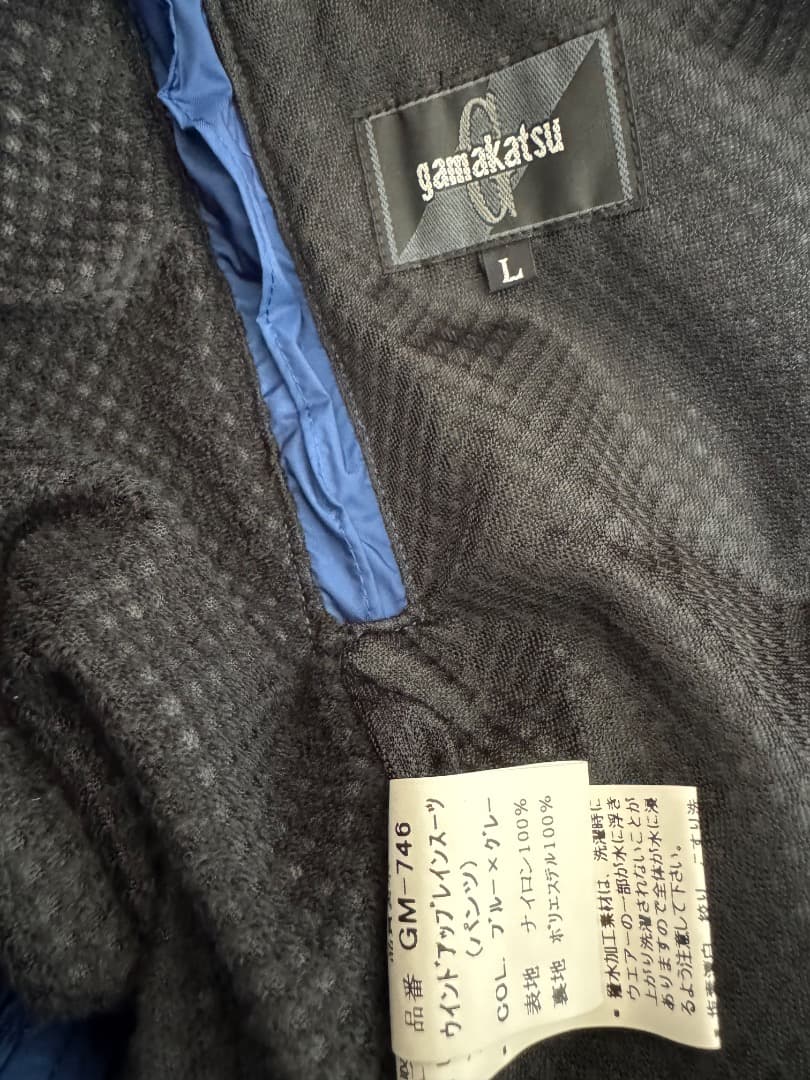 gamakatsu
L
品番 GM-746
ウインドアップレインスーツ
(パンツ)
・COL. ブルー×グレー
表地 ナイロン100%
裏地 ポリエステル100%
・撥水加工素材は、洗濯時に
ウエアーの一部が水に浮き
上がり洗濯されないことが
ありますので全体が水に浸
るよう注意して下さい。